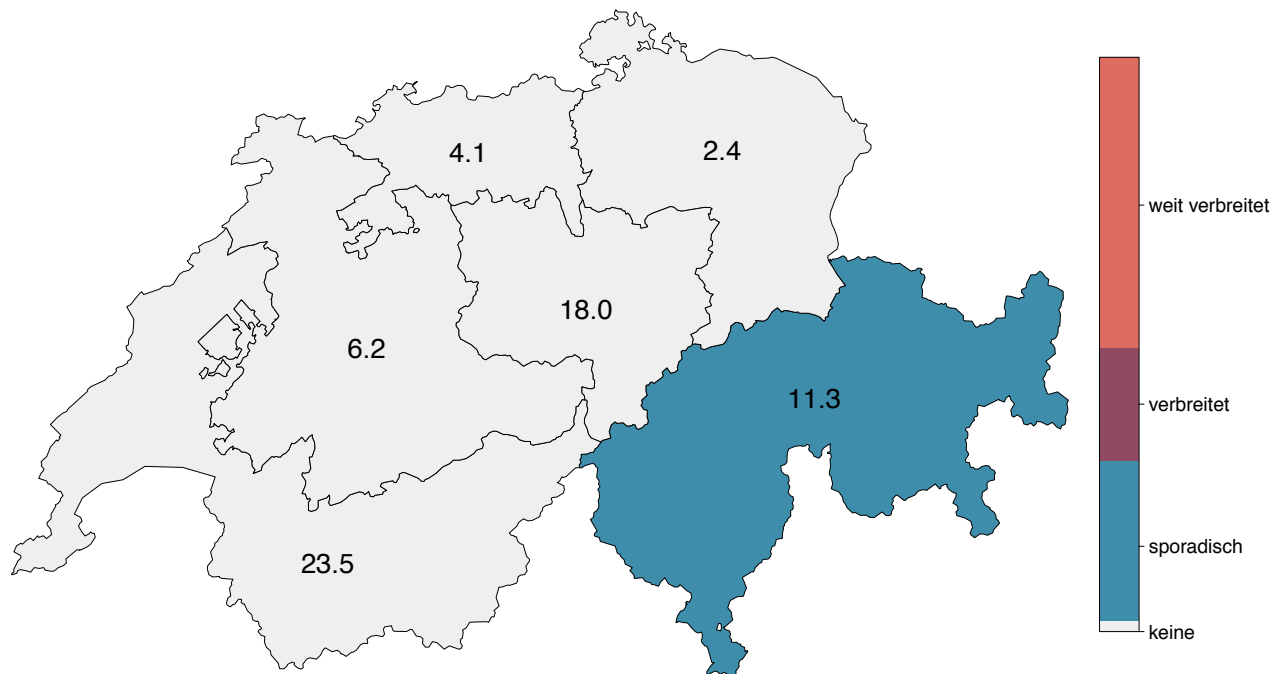 4.1
2.4
18.0
6.2
11.3
23.5
weit verbreitet
verbreitet
sporadisch
keine